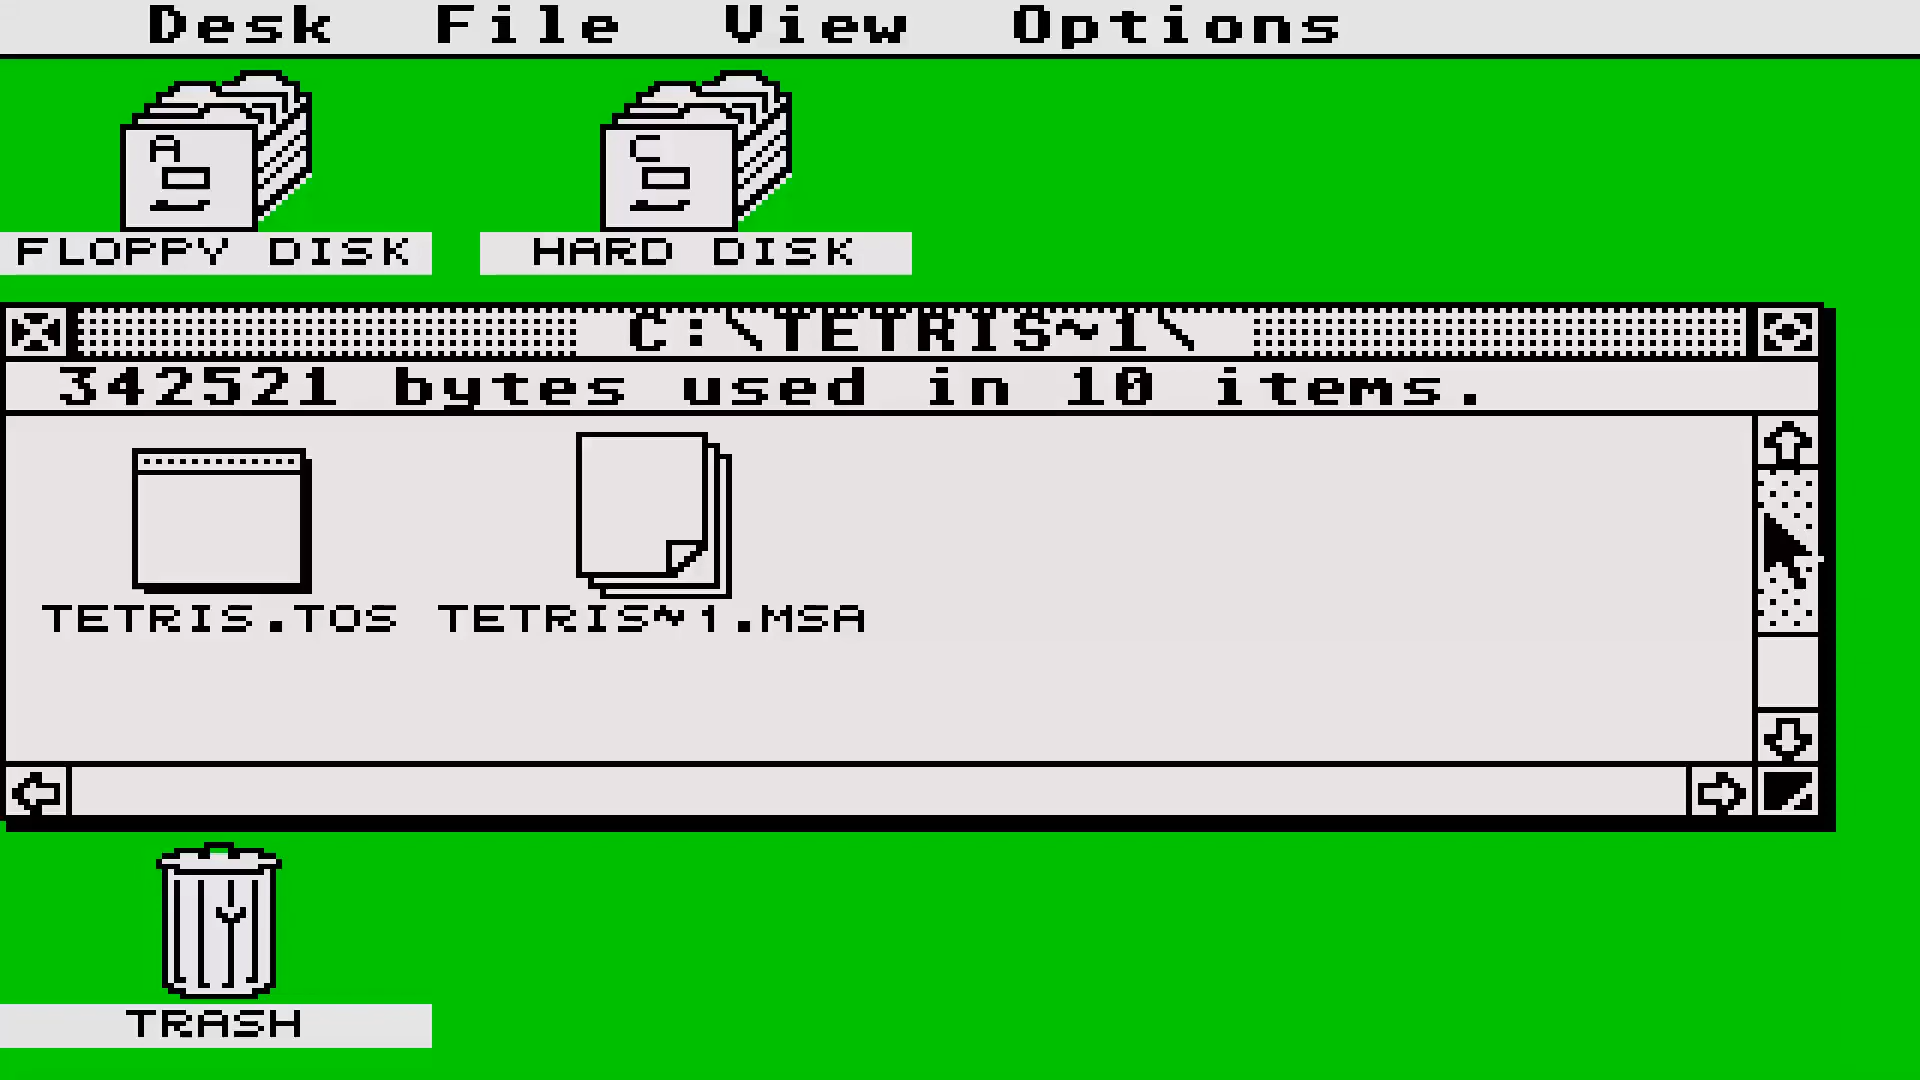 Desk File View Options
A
C
FLOPPY DISK
HARD DISK
C:\TETRIS~1\
342521 bytes used in 10 items.
TETRIS.TOS TETRIS~1.MSA
TRASH